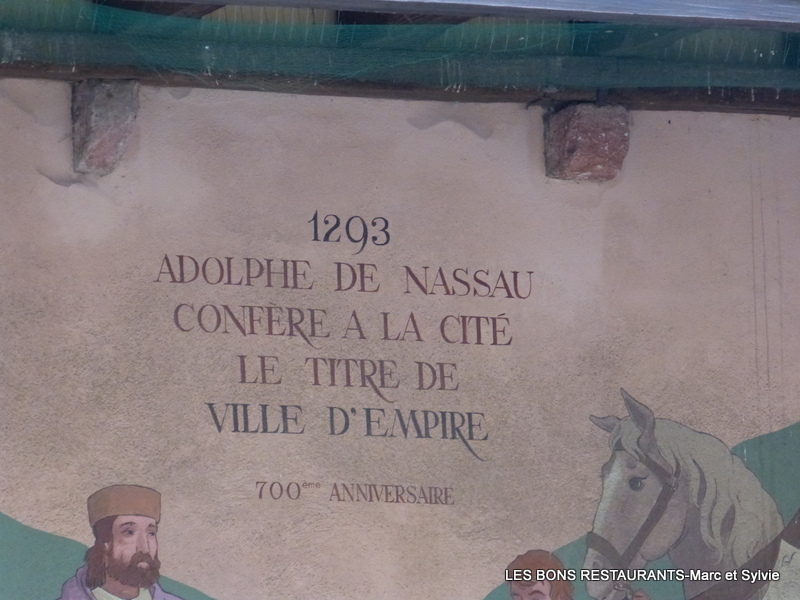 1293
ADOLPHE DE NASSAU
CONFÈRE A LA CITÉ
LE TITRE DE
VILLE D'EMPIRE
700ème ANNIVERSAIRE
LES BONS RESTAURANTS-Marc et Sylvie